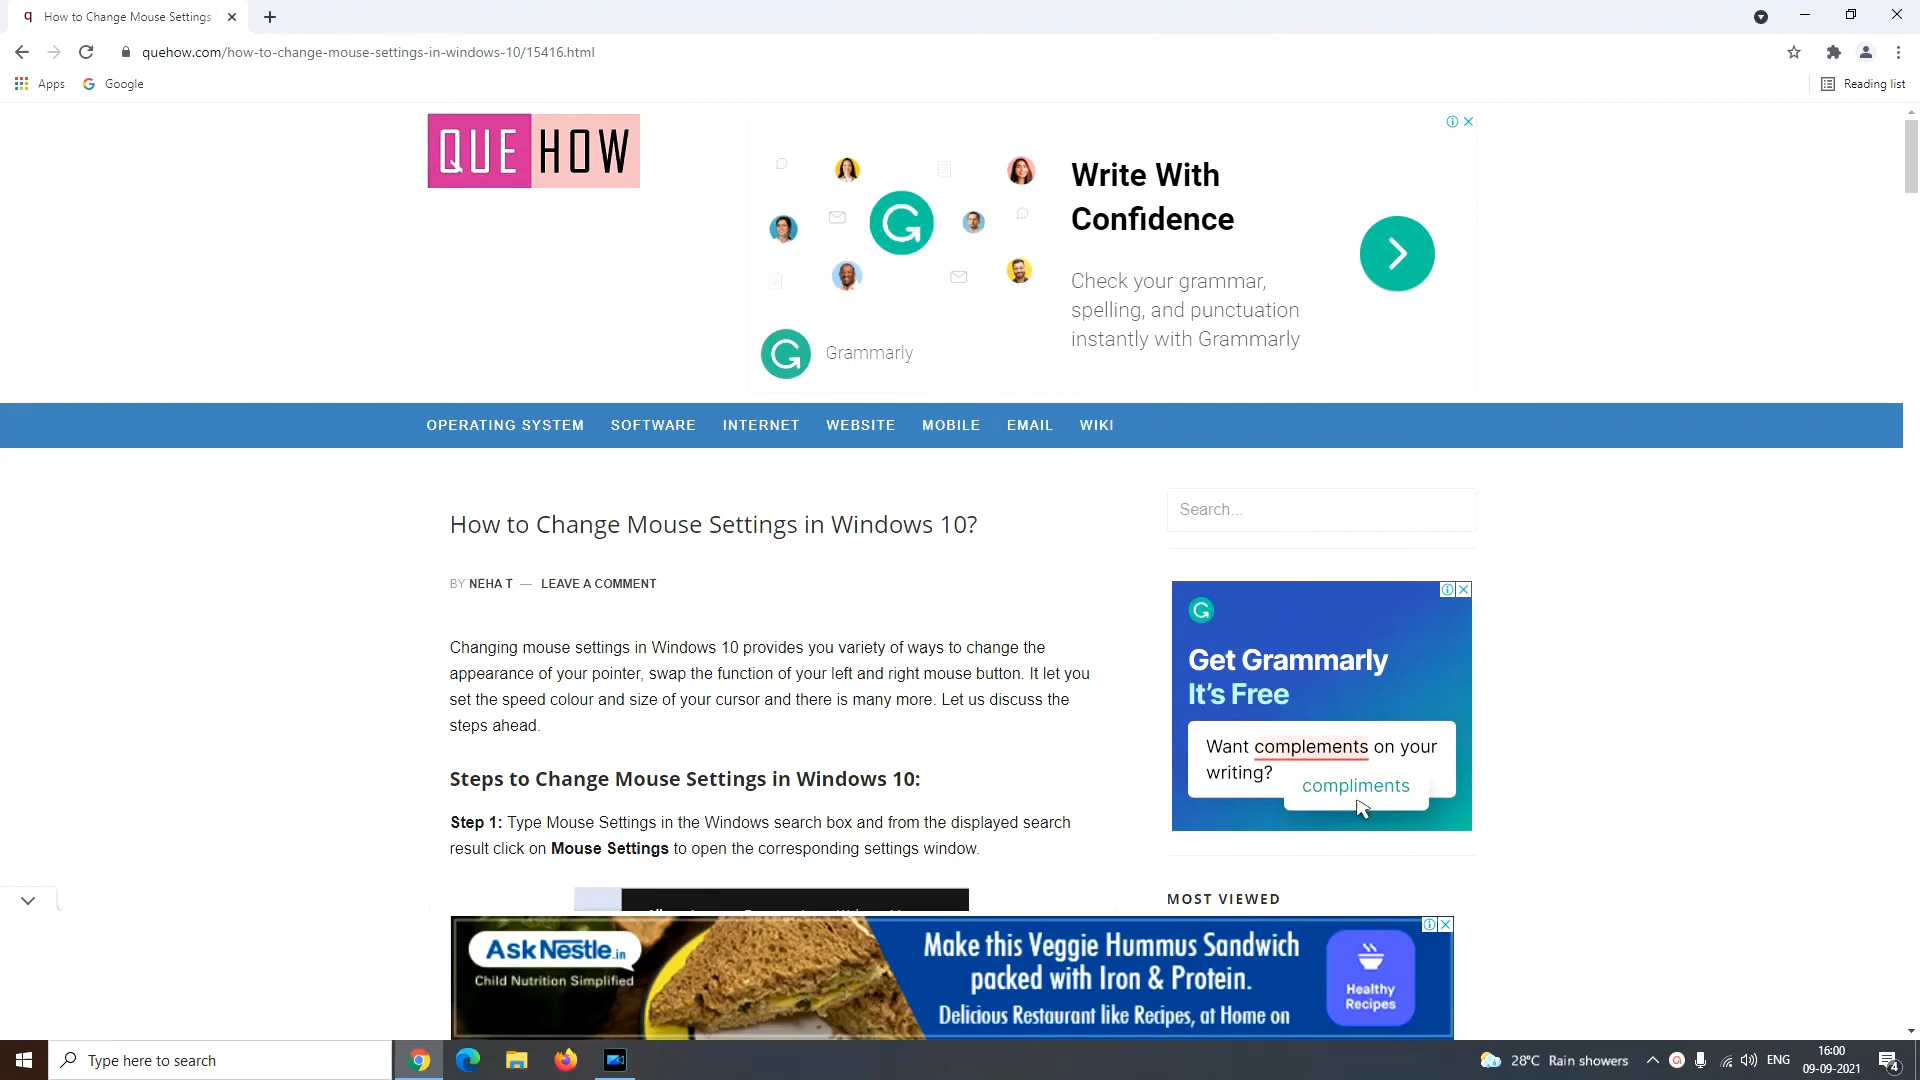 q How to Change Mouse Settings
quehow.com/how-to-change-mouse-settings-in-windows-10/15416.html
Apps
Google
Reading list
QUE HOW
Write With
Confidence
Check your grammar,
spelling, and punctuation
instantly with Grammarly
Grammarly
OPERATING SYSTEM
SOFTWARE
INTERNET
WEBSITE
MOBILE
EMAIL
WIKI
How to Change Mouse Settings in Windows 10?
BY NEHA T — LEAVE A COMMENT
Changing mouse settings in Windows 10 provides you variety of ways to change the
appearance of your pointer, swap the function of your left and right mouse button. It let you
set the speed colour and size of your cursor and there is many more. Let us discuss the
steps ahead.
Steps to Change Mouse Settings in Windows 10:
Step 1: Type Mouse Settings in the Windows search box and from the displayed search
result click on Mouse Settings to open the corresponding settings window.
Search...
Get Grammarly
It's Free
Want complements on your
writing?
compliments
MOST VIEWED
Ask Nestle.in
Child Nutrition Simplified
Make this Veggie Hummus Sandwich
packed with Iron & Protein.
Delicious Restaurant like Recipes, at Home on
Healthy
Recipes
Type here to search
28°C Rain showers
ENG
16:00
09-09-2021
4